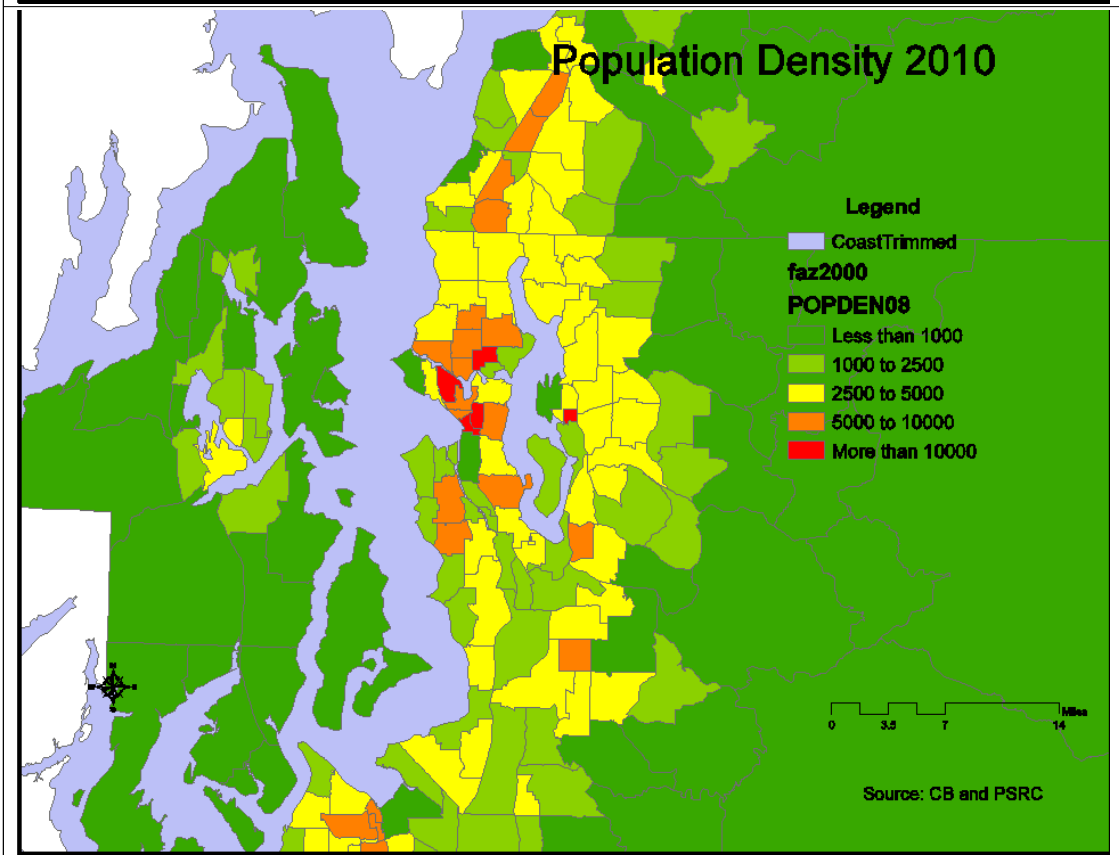 Population Density 2010
Legend
CoastTrimmed
faz2000
POPDEN08
Less than 1000
1000 to 2500
2500 to 5000
5000 to 10000
More than 10000
Miles
0 3.5 7 14
Source: CB and PSRC